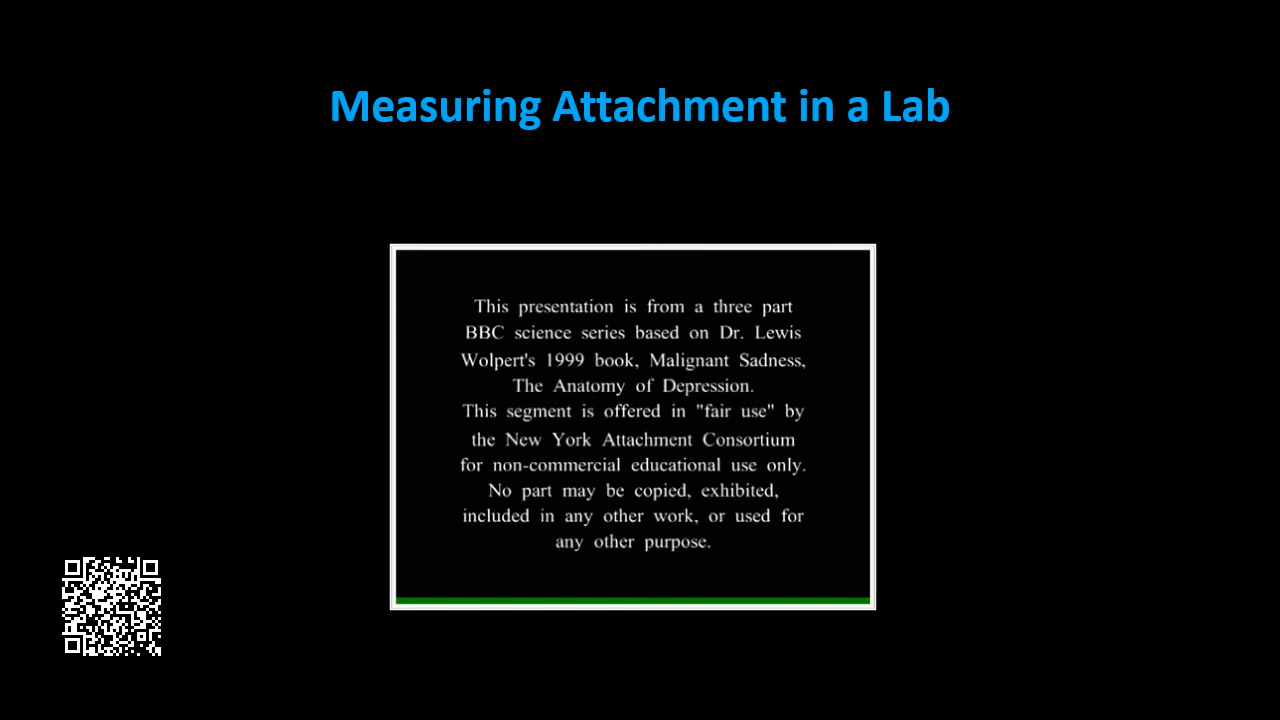 Measuring Attachment in a Lab
This presentation is from a three part
BBC science series based on Dr. Lewis
Wolpert's 1999 book, Malignant Sadness,
The Anatomy of Depression.
This segment is offered in "fair use" by
the New York Attachment Consortium
for non-commercial educational use only.
No part may be copied, exhibited,
included in any other work, or used for
any other purpose.